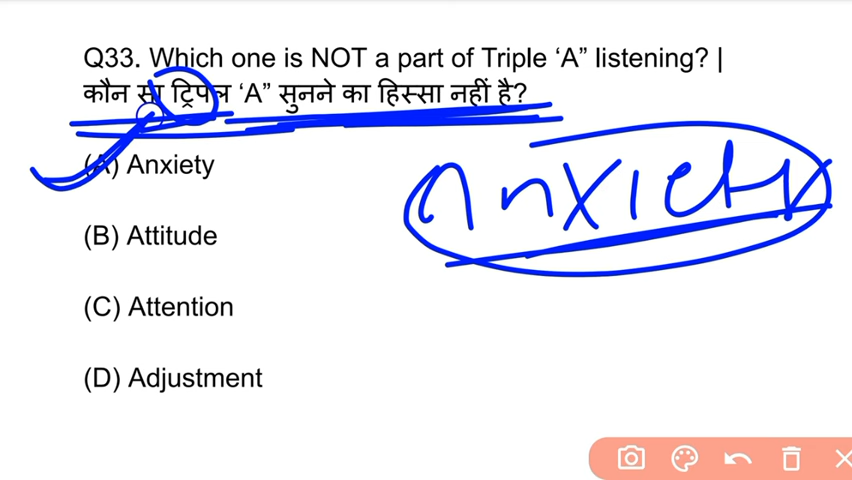 Q33. Which one is NOT a part of Triple ‘A” listening? |
कौन सा ट्रिपल ‘A” सुनने का हिस्सा नहीं है?
(A) Anxiety
Anxiety
(B) Attitude
(C) Attention
(D) Adjustment